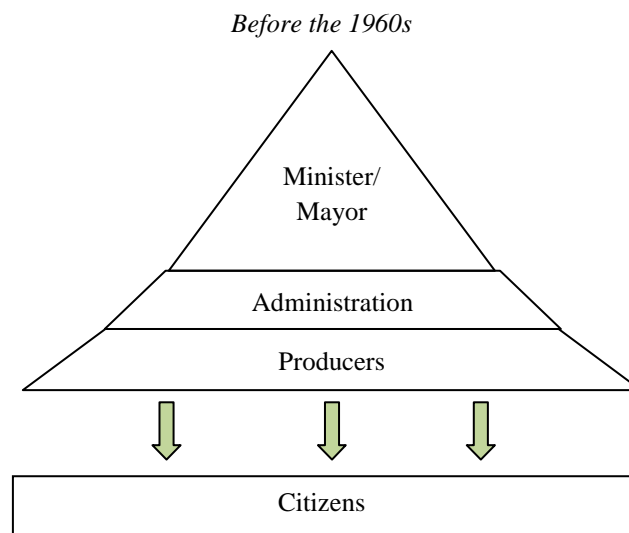 Before the 1960s
Minister/
Mayor
Administration
Producers
Citizens